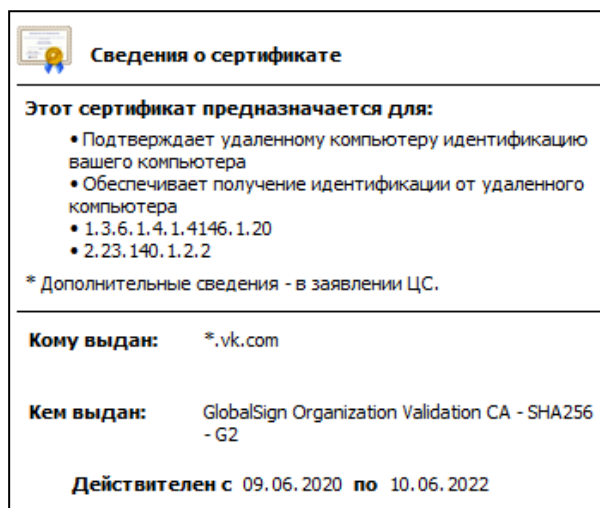 Сведения о сертификате
Этот сертификат предназначается для:
• Подтверждает удаленному компьютеру идентификацию
вашего компьютера
• Обеспечивает получение идентификации от удаленного
компьютера
• 1.3.6.1.4.1.4146.1.20
• 2.23.140.1.2.2
* Дополнительные сведения - в заявлении ЦС.
Кому выдан: *.vk.com
Кем выдан: GlobalSign Organization Validation CA - SHA256
- G2
Действителен с 09.06.2020 по 10.06.2022